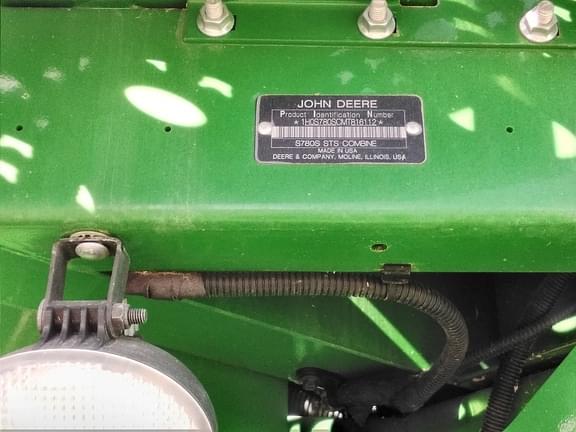 JOHN DEERE
Product Identification Number
*1H0S780SCMT816112*
S780S STS COMBINE
MADE IN USA
DEERE & COMPANY, MOLINE, ILLINOIS, USA